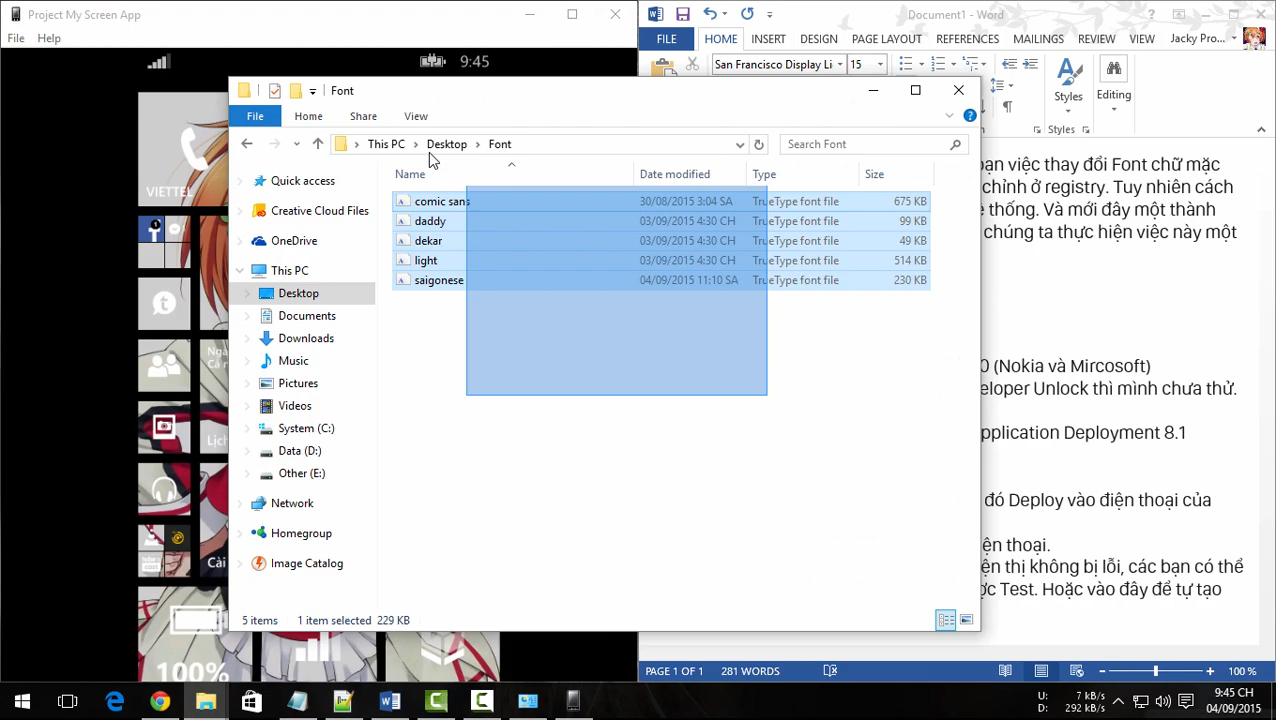 Project My Screen App
File Help
9:45
VIETTEL
100%
Document1 - Word
FILE HOME INSERT DESIGN PAGE LAYOUT REFERENCES MAILINGS REVIEW VIEW Jacky Pro...
San Francisco Display Li 15
Styles
Editing
bạn việc thay đổi Font chữ mặc
chỉnh ở registry. Tuy nhiên cách
thống. Và mới đây một thành
chúng ta thực hiện việc này một
0 (Nokia và Mircosoft)
eloper Unlock thì mình chưa thử.
pplication Deployment 8.1
đó Deploy vào điện thoại của
ện thoại.
ện thị không bị lỗi, các bạn có thể
ợc Test. Hoặc vào đây để tự tạo
PAGE 1 OF 1 281 WORDS 100 %
Font
File Home Share View
This PC Desktop Font
Search Font
Name Date modified Type Size
comic sans 30/08/2015 3:04 SA TrueType font file 675 KB
daddy 03/09/2015 4:30 CH TrueType font file 99 KB
dekar 03/09/2015 4:30 CH TrueType font file 49 KB
light 03/09/2015 4:30 CH TrueType font file 514 KB
saigonese 04/09/2015 11:10 SA TrueType font file 230 KB
Quick access
Creative Cloud Files
OneDrive
This PC
Desktop
Documents
Downloads
Music
Pictures
Videos
System (C:)
Data (D:)
Other (E:)
Network
Homegroup
Image Catalog
5 items 1 item selected 229 KB
U: 7 kB/s
D: 292 kB/s
9:45 CH
04/09/2015